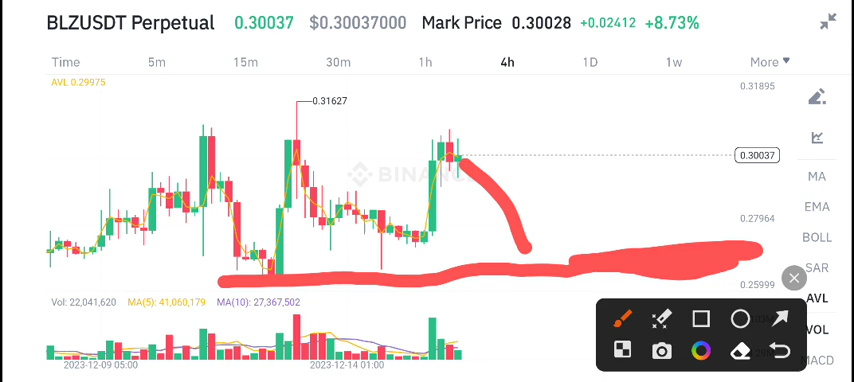 BLZUSDT Perpetual 0.30037 $0.30037000 Mark Price 0.30028 +0.02412 +8.73%
Time 5m 15m 30m 1h 4h 1D 1w More
AVL 0.29975
0.31895
0.31627
MA
0.30037
BINANC
EMA
0.27964
BOLL
SAR
0.25999
AVL
Vol: 22,041,620 MA(5): 41,060,179 MA(10): 27,367,502
VOL
MACD
2023-12-09 05:00 2023-12-14 01:00